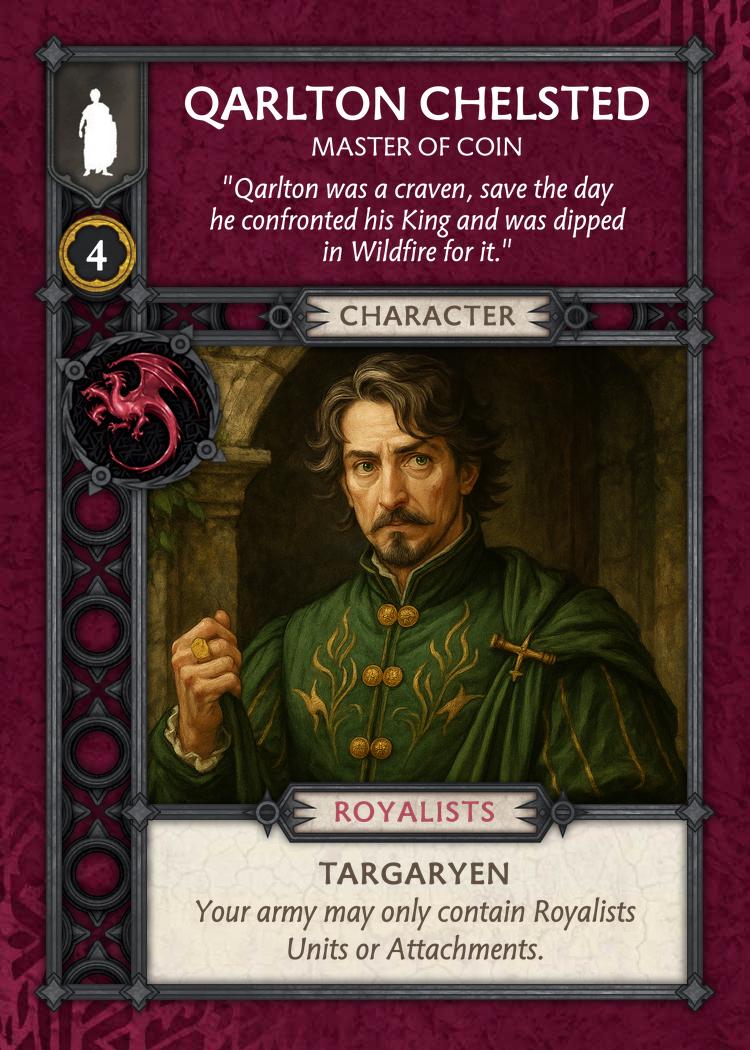 QARLTON CHELSTED
MASTER OF COIN
"Qarlton was a craven, save the day
he confronted his King and was dipped
in Wildfire for it."
4
CHARACTER
ROYALISTS
TARGARYEN
Your army may only contain Royalists
Units or Attachments.